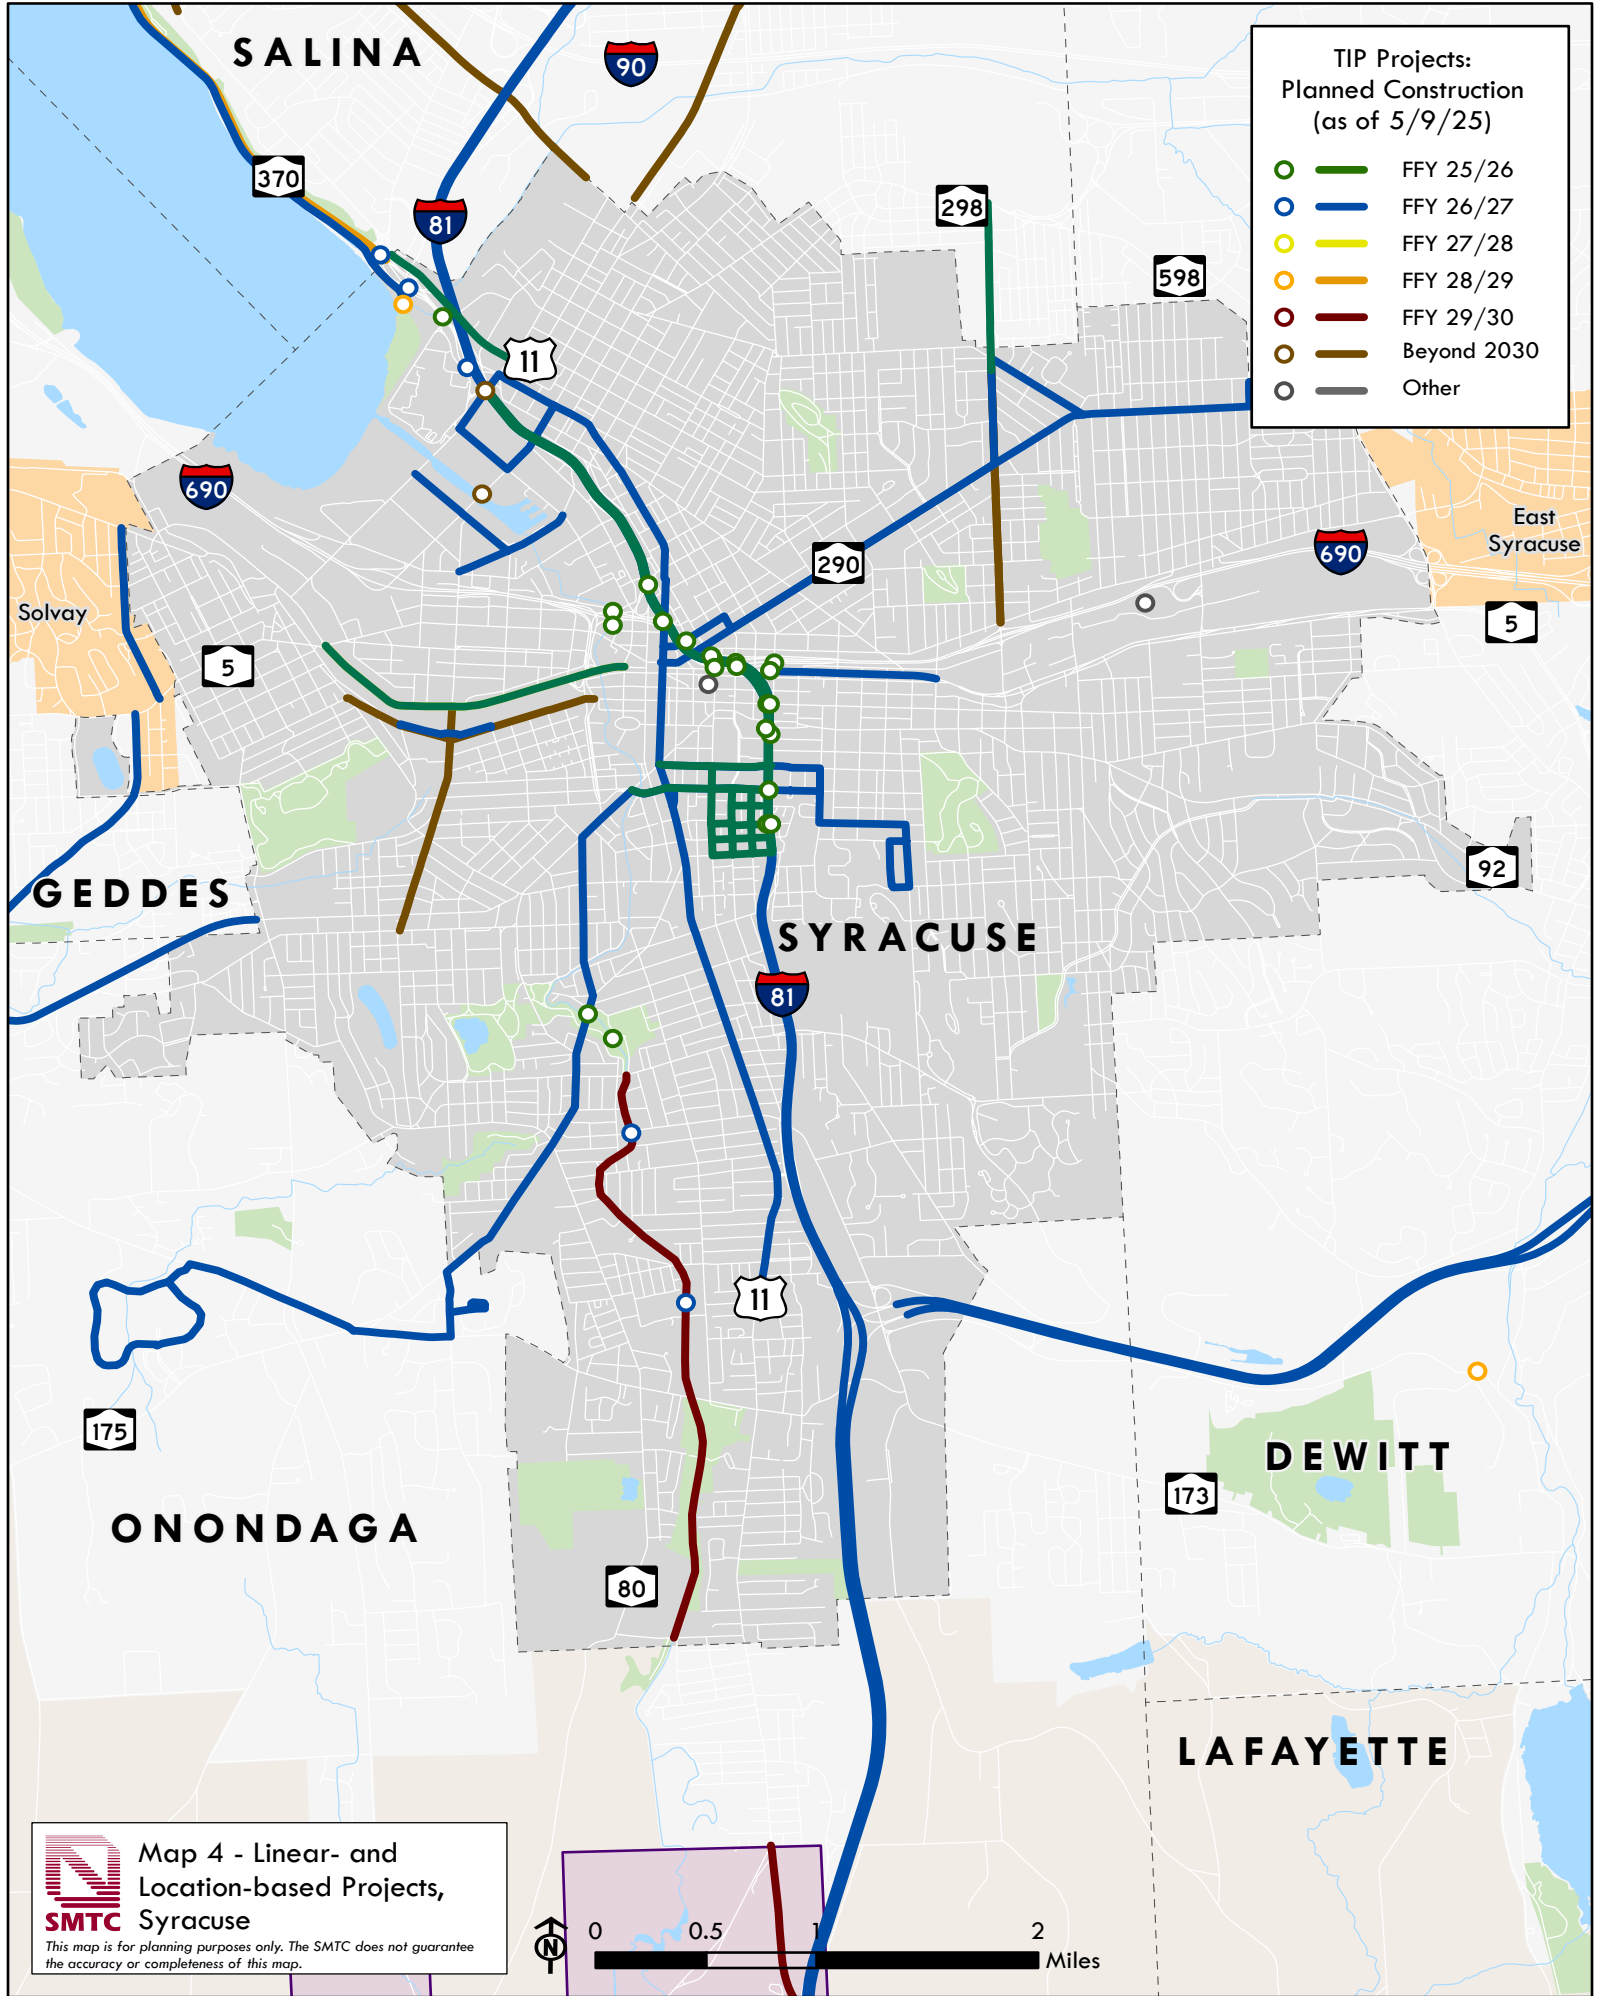 SALINA
90
TIP Projects:
Planned Construction
(as of 5/9/25)
FFY 25/26
FFY 26/27
FFY 27/28
FFY 28/29
FFY 29/30
Beyond 2030
Other
370
81
298
598
11
690
East
Syracuse
690
290
Solvay
5
5
92
GEDDES
SYRACUSE
81
11
175
DEWITT
173
ONONDAGA
80
LAFAYETTE
Map 4 - Linear- and
Location-based Projects,
Syracuse
SMTC
This map is for planning purposes only. The SMTC does not guarantee
the accuracy or completeness of this map.
N
0 0.5 1 2
Miles